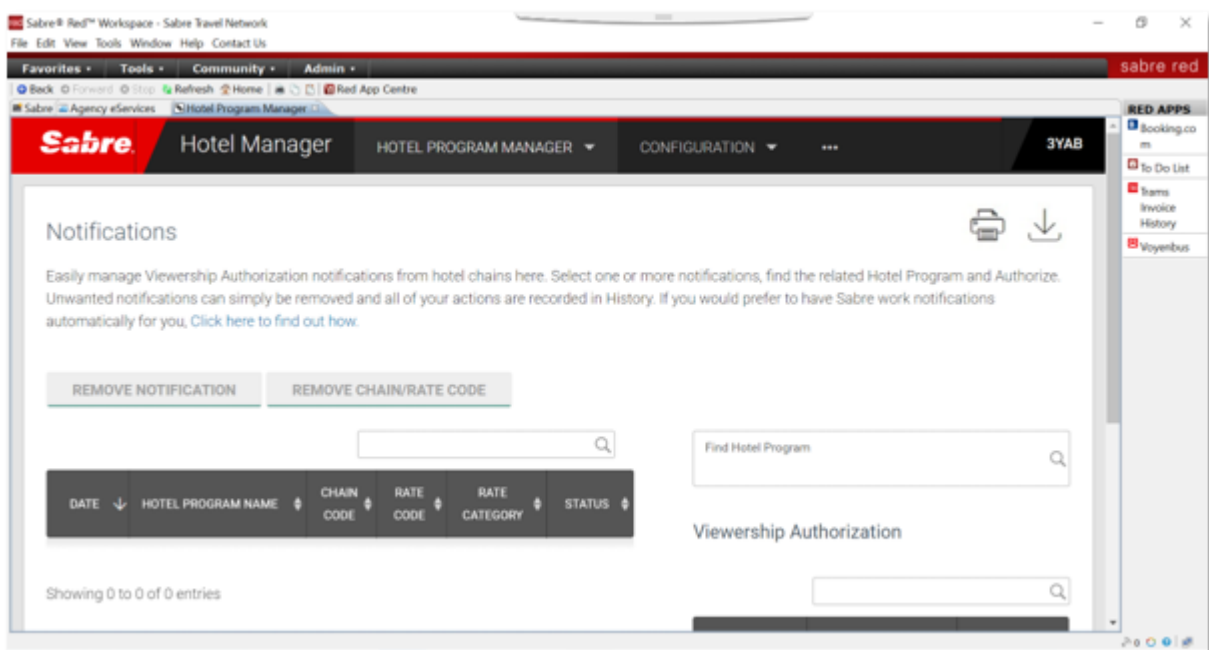 Sabre® Red™ Workspace - Sabre Travel Network
File Edit View Tools Window Help Contact Us
Favorites Tools Community Admin
sabre red
Back Forward Stop Refresh Home Red App Centre
Sabre Agency eServices Hotel Program Manager
RED APPS
Booking.co
m
To Do List
Trams
Invoice
History
Voyenbus
Sabre. Hotel Manager HOTEL PROGRAM MANAGER CONFIGURATION ••• 3YAB
Notifications
Easily manage Viewership Authorization notifications from hotel chains here. Select one or more notifications, find the related Hotel Program and Authorize.
Unwanted notifications can simply be removed and all of your actions are recorded in History. If you would prefer to have Sabre work notifications
automatically for you, Click here to find out how.
REMOVE NOTIFICATION REMOVE CHAIN/RATE CODE
Find Hotel Program
DATE HOTEL PROGRAM NAME CHAIN CODE RATE CODE RATE CATEGORY STATUS
Viewership Authorization
Showing 0 to 0 of 0 entries
0